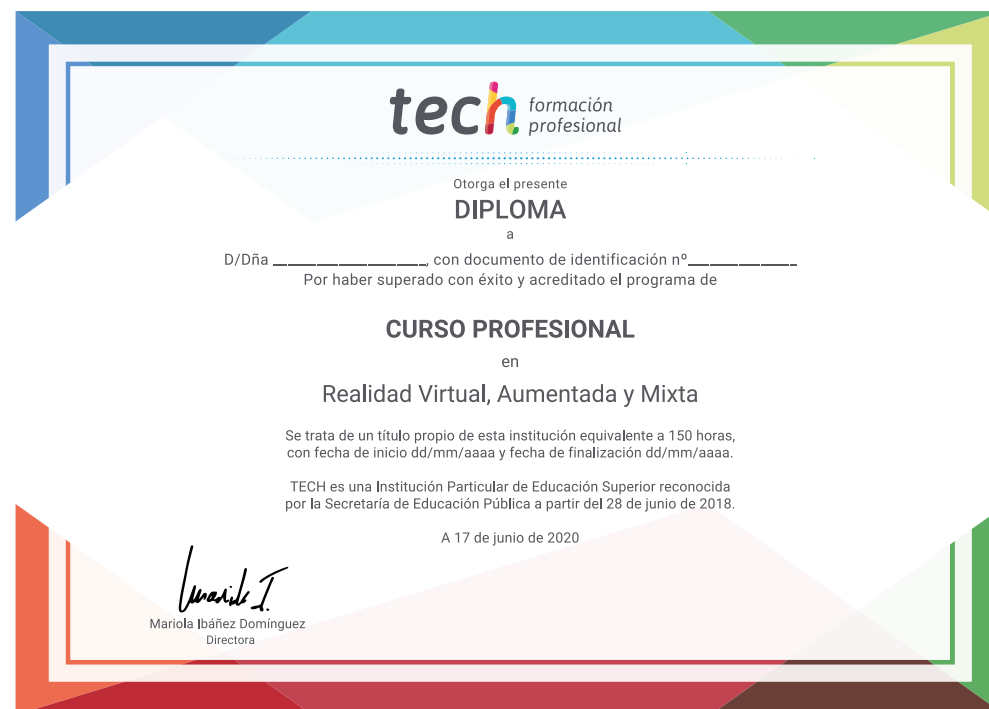 tech formación
profesional
Otorga el presente
DIPLOMA
a
D/Dña ____________________, con documento de identificación nº______________
Por haber superado con éxito y acreditado el programa de
CURSO PROFESIONAL
en
Realidad Virtual, Aumentada y Mixta
Se trata de un título propio de esta institución equivalente a 150 horas,
con fecha de inicio dd/mm/aaaa y fecha de finalización dd/mm/aaaa.
TECH es una Institución Particular de Educación Superior reconocida
por la Secretaría de Educación Pública a partir del 28 de junio de 2018.
A 17 de junio de 2020
Mariola Ibáñez Domínguez
Directora